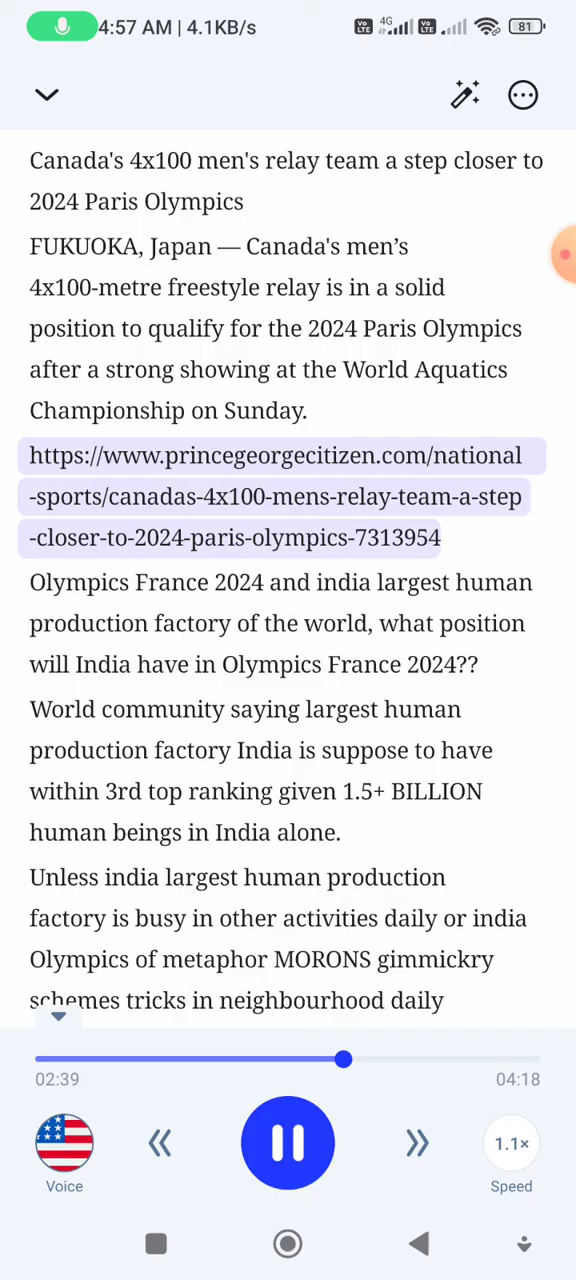 4:57 AM | 4.1KB/s
Vo LTE 4G Vo LTE 81
Canada's 4x100 men's relay team a step closer to
2024 Paris Olympics
FUKUOKA, Japan — Canada's men’s
4x100-metre freestyle relay is in a solid
position to qualify for the 2024 Paris Olympics
after a strong showing at the World Aquatics
Championship on Sunday.
https://www.princegeorgecitizen.com/national
-sports/canadas-4x100-mens-relay-team-a-step
-closer-to-2024-paris-olympics-7313954
Olympics France 2024 and india largest human
production factory of the world, what position
will India have in Olympics France 2024??
World community saying largest human
production factory India is suppose to have
within 3rd top ranking given 1.5+ BILLION
human beings in India alone.
Unless india largest human production
factory is busy in other activities daily or india
Olympics of metaphor MORONS gimmickry
schemes tricks in neighbourhood daily
02:39 04:18
1.1×
Voice Speed